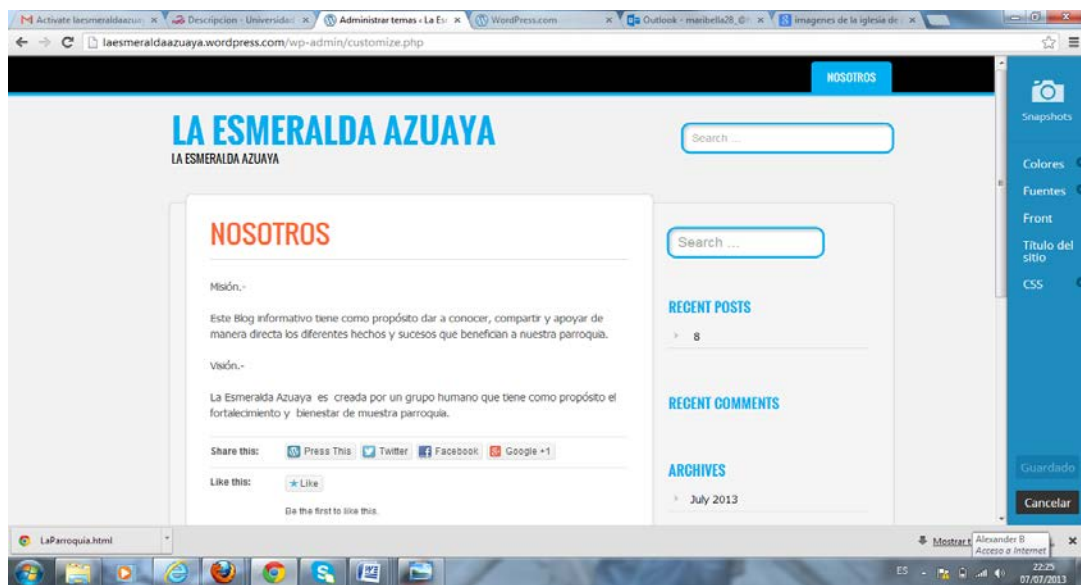 Activate laesmeraldaazua
Descripcion - Universidad
Administrar temas ‹ La Es
WordPress.com
Outlook - maribella28_@
imagenes de la iglesia de
laesmeraldaazuaya.wordpress.com/wp-admin/customize.php
NOSOTROS
LA ESMERALDA AZUAYA
LA ESMERALDA AZUAYA
Search ...
Snapshots
Colores
Fuentes
Front
Título del
sitio
CSS
NOSOTROS
Misión.-
Este Blog informativo tiene como propósito dar a conocer, compartir y apoyar de
manera directa los diferentes hechos y sucesos que benefician a nuestra parroquia.
Visión.-
La Esmeralda Azuaya es creada por un grupo humano que tiene como propósito el
fortalecimiento y bienestar de muestra parroquia.
Share this: Press This Twitter Facebook Google +1
Like this: Like
Be the first to like this.
Search ...
RECENT POSTS
8
RECENT COMMENTS
ARCHIVES
July 2013
Guardado
Cancelar
LaParroquia.html
Mostrar t
Alexander B
Acceso a Internet
ES
22:25
07/07/2013